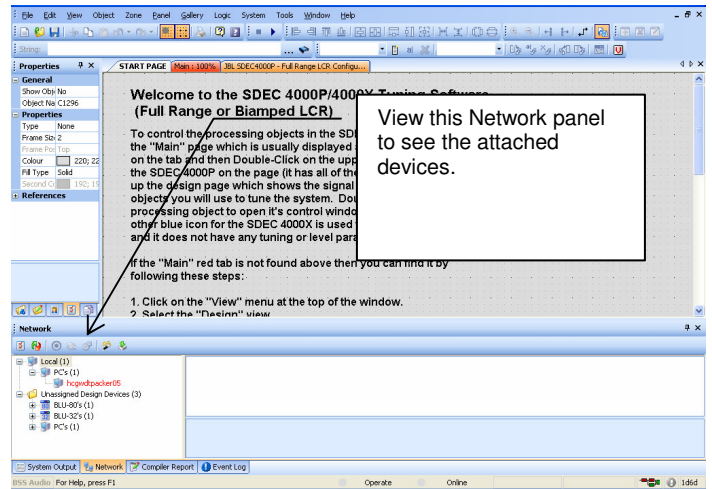 File Edit View Object Zone Panel Gallery Logic System Tools Window Help
String:
Properties
START PAGE Main : 100% JBL SDEC4000P - Full Range LCR Configu...
General
Show Obj No
Object Na C1296
Properties
Type None
Frame Size 2
Frame Pos Top
Colour 220; 22
Fill Type Solid
Second Co 192; 19
References
Welcome to the SDEC 4000P/4000X Tuning Software
(Full Range or Biamped LCR)
To control the processing objects in the SDE
the "Main" page which is usually displayed
on the tab and then Double-Click on the upp
the SDEC 4000P on the page (it has all of the
up the design page which shows the signal
objects you will use to tune the system. Dou
processing object to open it's control windo
other blue icon for the SDEC 4000X is used
and it does not have any tuning or level para
If the "Main" red tab is not found above then you can find it by
following these steps:
1. Click on the "View" menu at the top of the window.
2. Select the "Design" view
View this Network panel
to see the attached
devices.
Network
Local (1)
PC's (1)
hcgwdtpacker05
Unassigned Design Devices (3)
BLU-80's (1)
BLU-32's (1)
PC's (1)
System Output Network Compiler Report Event Log
BSS Audio For Help, press F1 Operate Online 1d6d